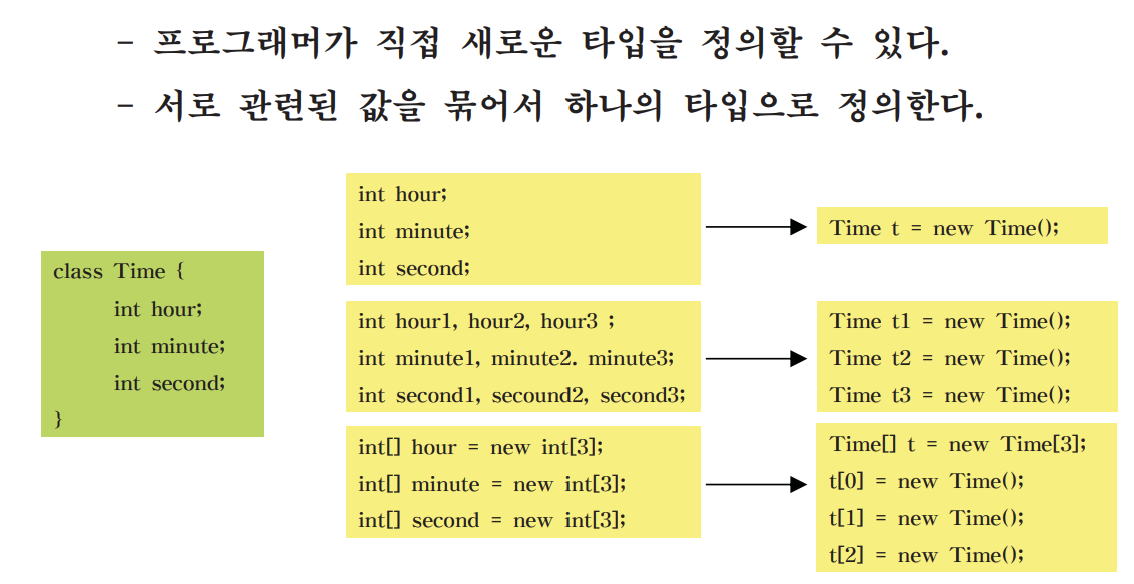 - 프로그래머가 직접 새로운 타입을 정의할 수 있다.
- 서로 관련된 값을 묶어서 하나의 타입으로 정의한다.
class Time {
int hour;
int minute;
int second;
}
int hour;
int minute;
int second;
Time t = new Time();
int hour1, hour2, hour3 ;
int minute1, minute2. minute3;
int second1, secound2, second3;
Time t1 = new Time();
Time t2 = new Time();
Time t3 = new Time();
int[] hour = new int[3];
int[] minute = new int[3];
int[] second = new int[3];
Time[] t = new Time[3];
t[0] = new Time();
t[1] = new Time();
t[2] = new Time();